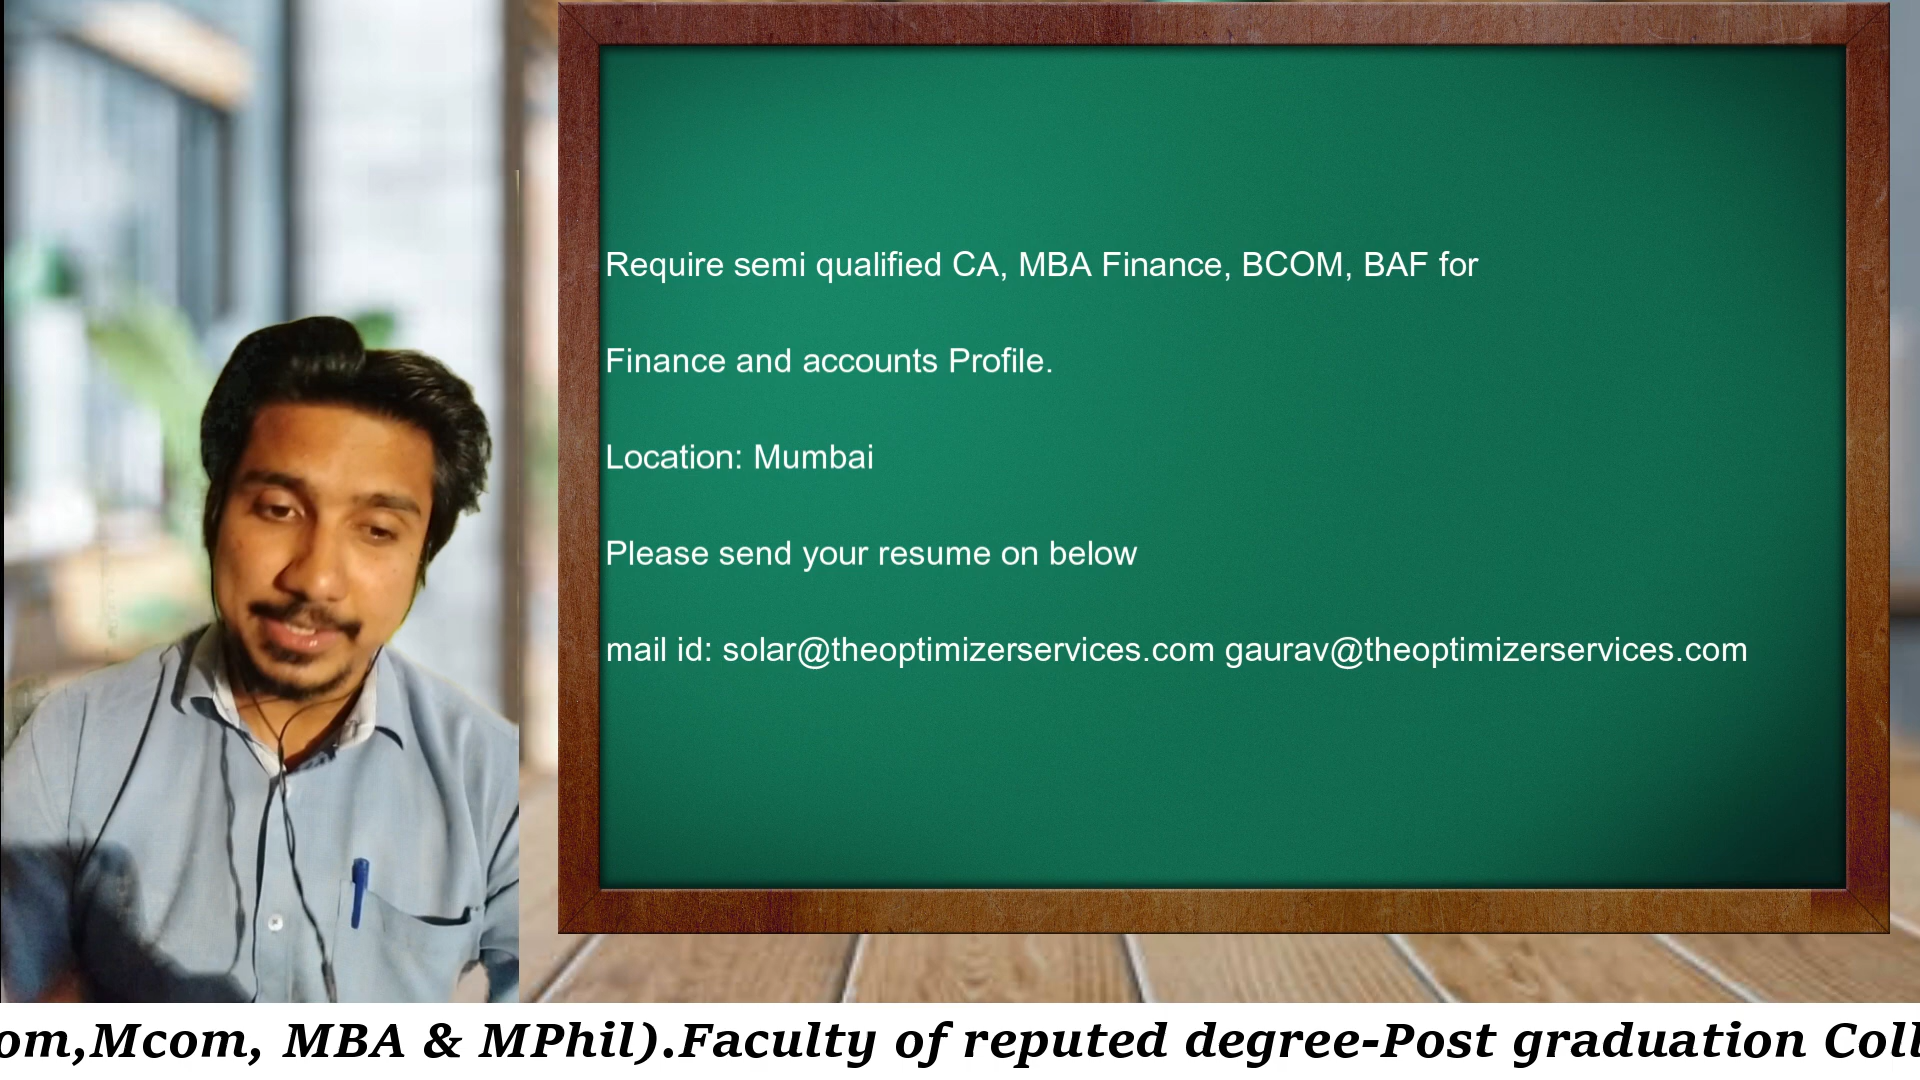 Require semi qualified CA, MBA Finance, BCOM, BAF for
Finance and accounts Profile.
Location: Mumbai
Please send your resume on below
mail id: solar@theoptimizerservices.com gaurav@theoptimizerservices.com
om,Mcom, MBA & MPhil).Faculty of reputed degree-Post graduation Coll